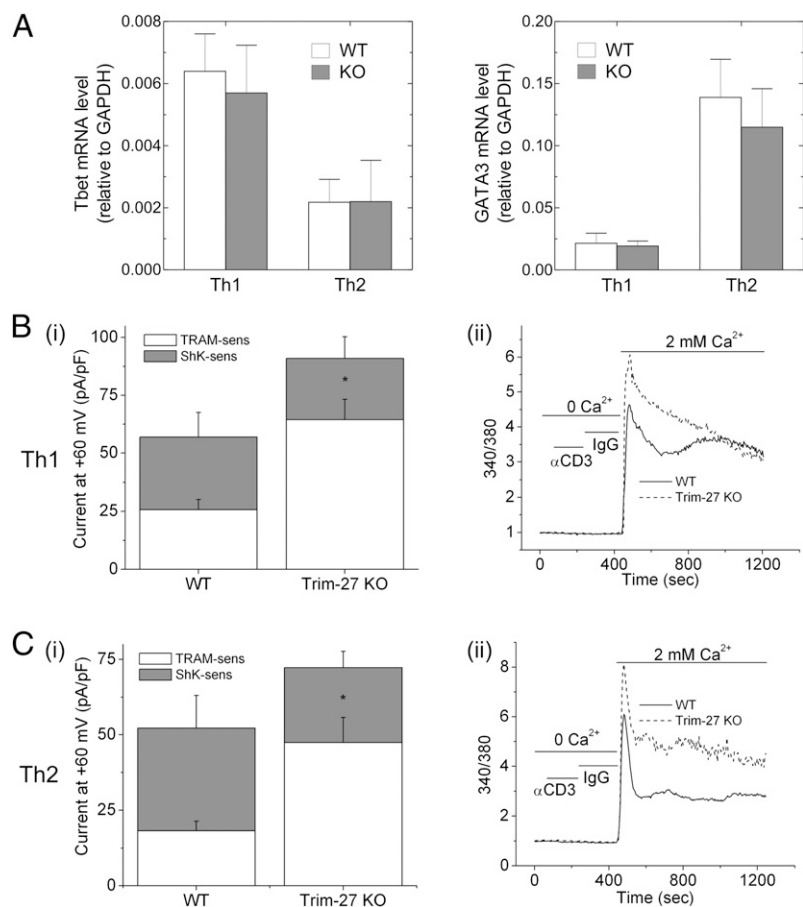 A
Tbet mRNA level
(relative to GAPDH)
0.008
0.006
0.004
0.002
0.000
WT
KO
Th1 Th2
GATA3 mRNA level
(relative to GAPDH)
0.20
0.15
0.10
0.05
0.00
WT
KO
Th1 Th2
B (i)
Th1
Current at +60 mV (pA/pF)
100
75
50
25
0
TRAM-sens
ShK-sens
*
WT Trim-27 KO
(ii)
340/380
6
5
4
3
2
1
2 mM Ca²⁺
0 Ca²⁺
IgG
αCD3
WT
Trim-27 KO
0 400 800 1200
Time (sec)
C (i)
Th2
Current at +60 mV (pA/pF)
75
50
25
0
TRAM-sens
ShK-sens
*
WT Trim-27 KO
(ii)
340/380
8
6
4
2
0
2 mM Ca²⁺
WT
Trim-27 KO
0 Ca²⁺
IgG
αCD3
0 400 800 1200
Time (sec)